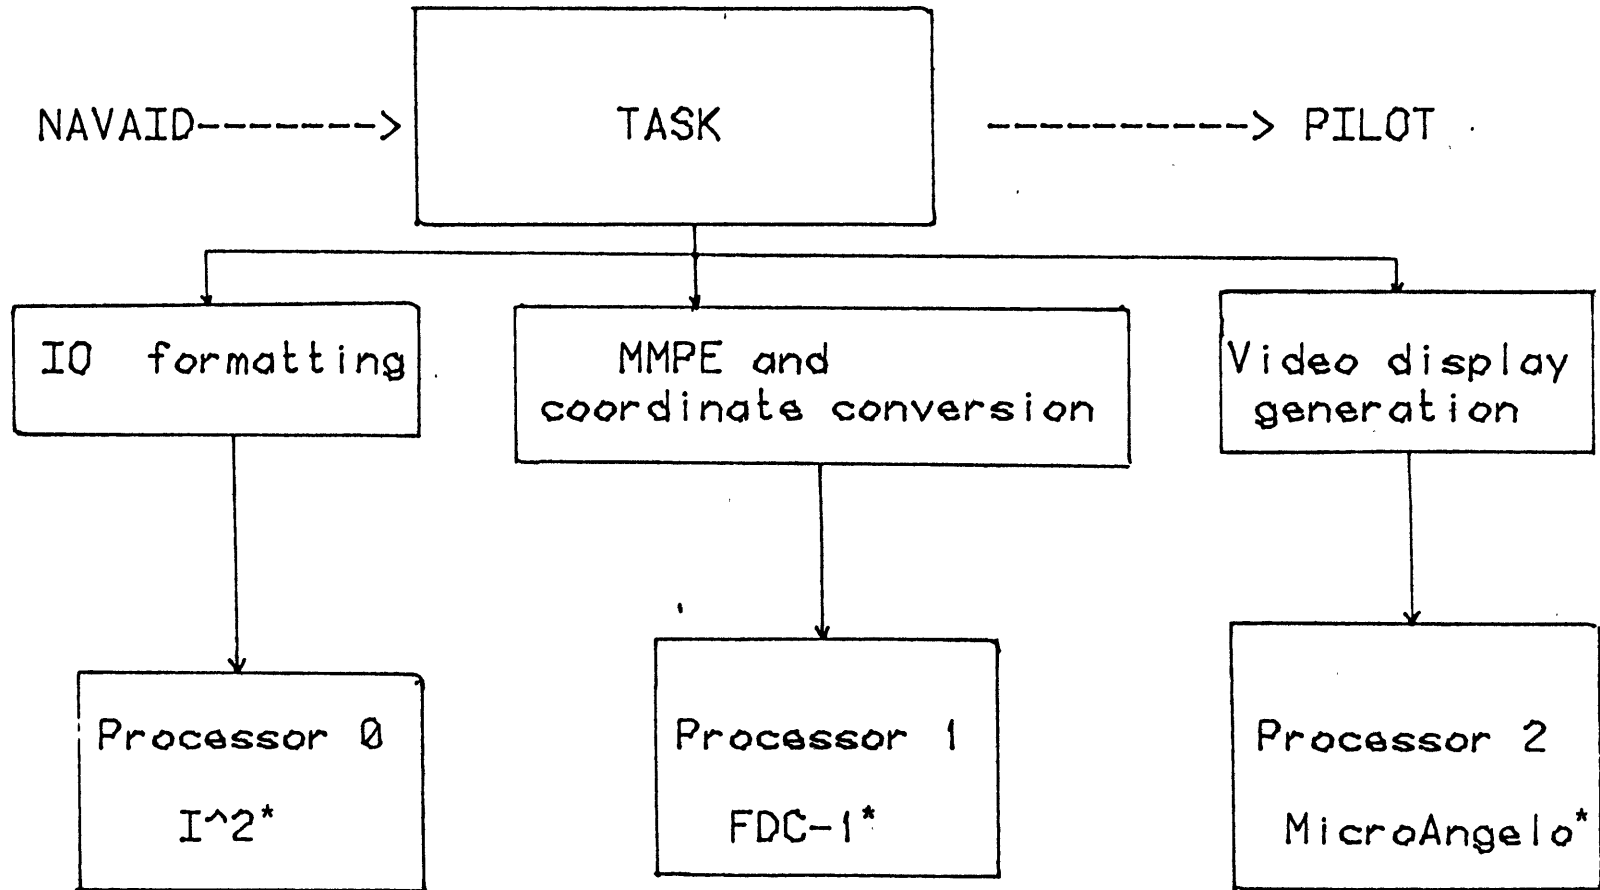 NAVAID-------> TASK ------------> PILOT
IO formatting
MMPE and
coordinate conversion
Video display
generation
Processor 0
I^2*
Processor 1
FDC-1*
Processor 2
MicroAngelo*